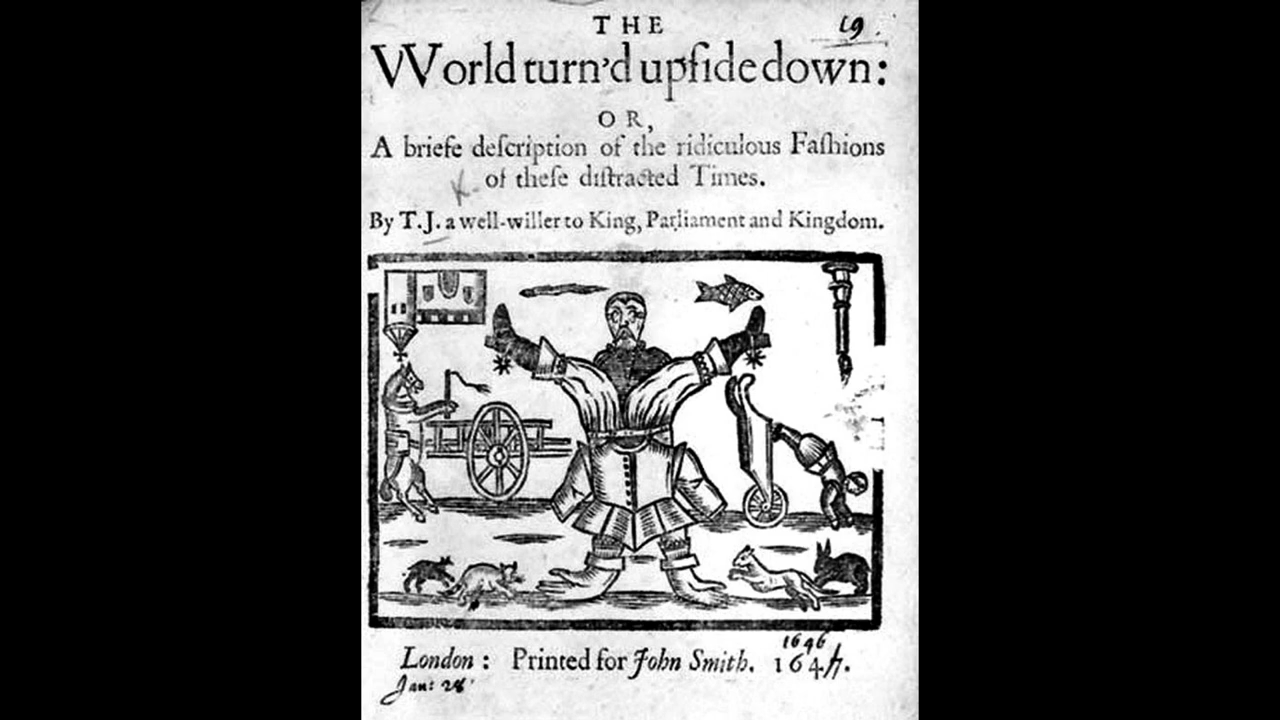 THE
19.
World turn'd upſide down:
OR,
A briefe deſcription of the ridiculous Faſhions
of theſe diſtracted Times.
By T.J. a well-willer to King, Parliament and Kingdom.
1646
London: Printed for John Smith. 1647.
Jan: 28